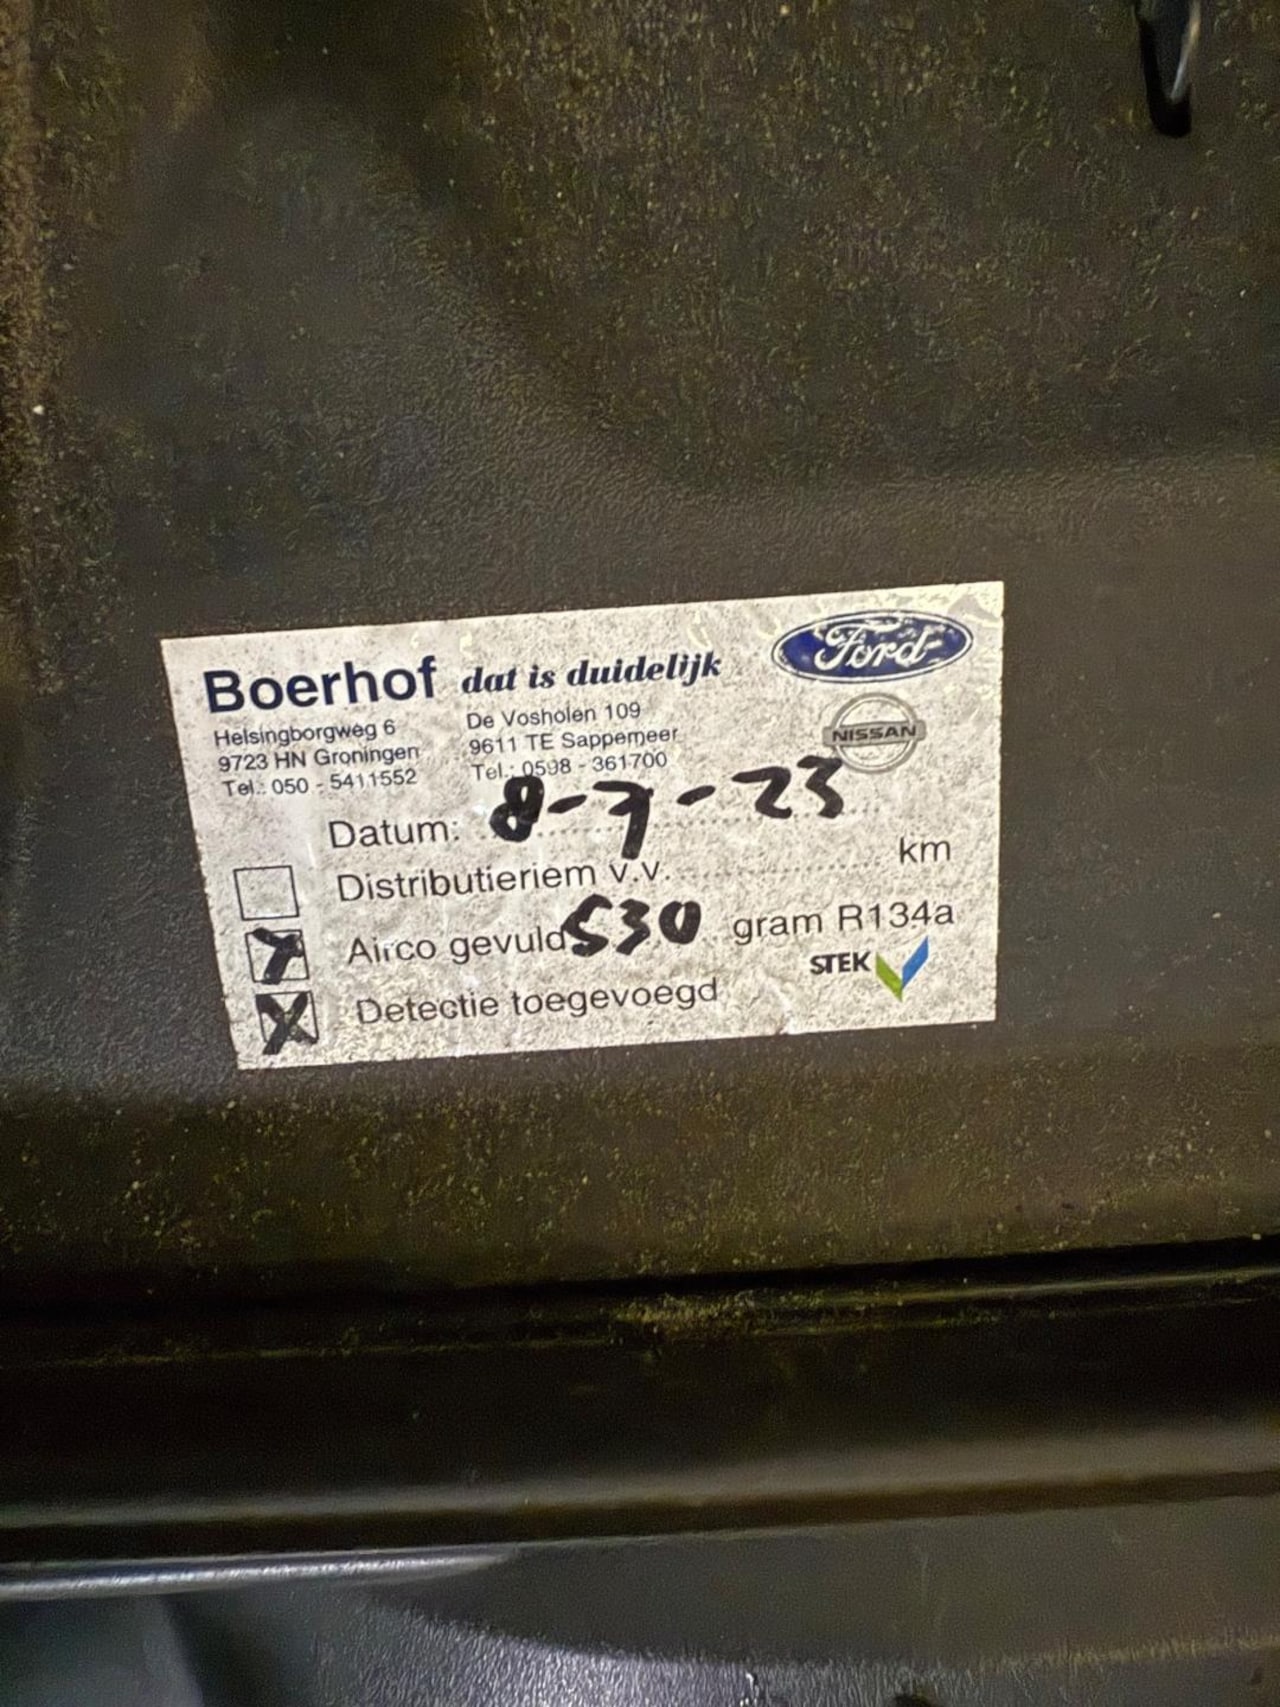 Boerhof dat is duidelijk
Ford
Helsingborgweg 6
9723 HN Groningen
Tel.: 050 - 5411552
De Vosholen 109
9611 TE Sappemeer
Tel.: 0598 - 361700
NISSAN
Datum: 8-7-23
Distributieriem v.v. km
X Airco gevuld 530 gram R134a
X Detectie toegevoegd
STEK